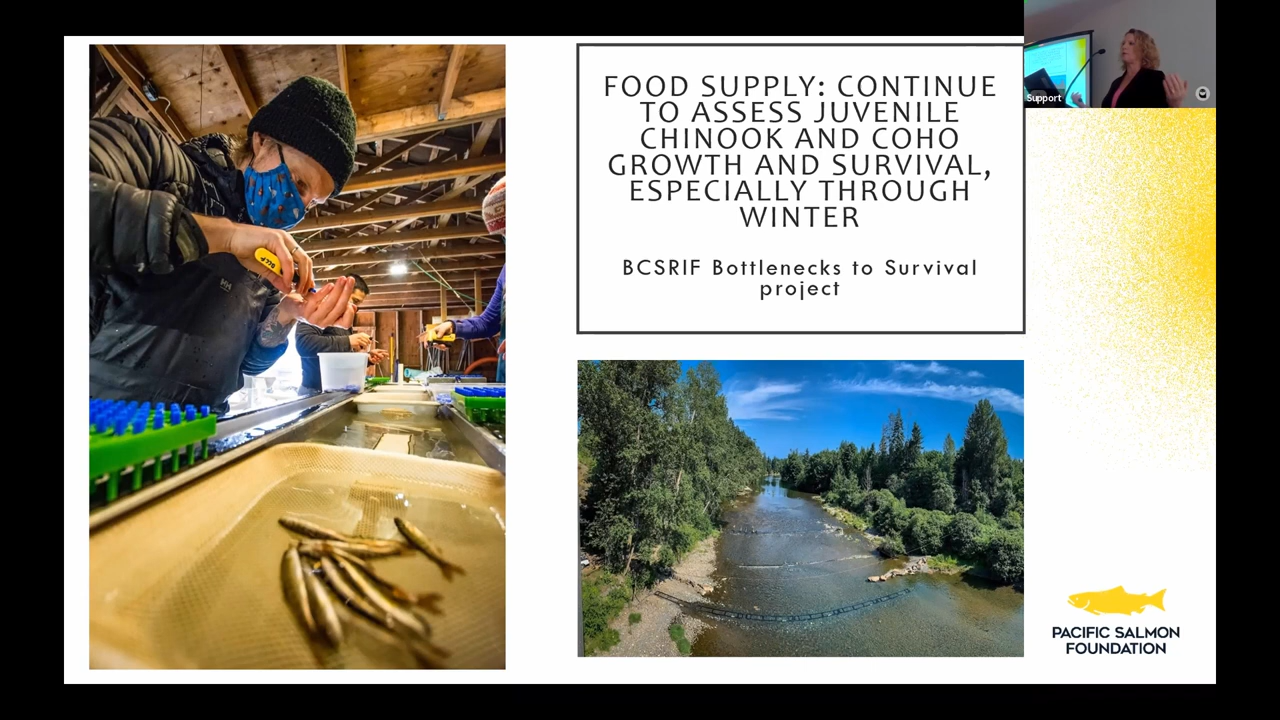 FOOD SUPPLY: CONTINUE
TO ASSESS JUVENILE
CHINOOK AND COHO
GROWTH AND SURVIVAL,
ESPECIALLY THROUGH
WINTER
BCSRIF Bottlenecks to Survival
project
Support
PACIFIC SALMON
FOUNDATION